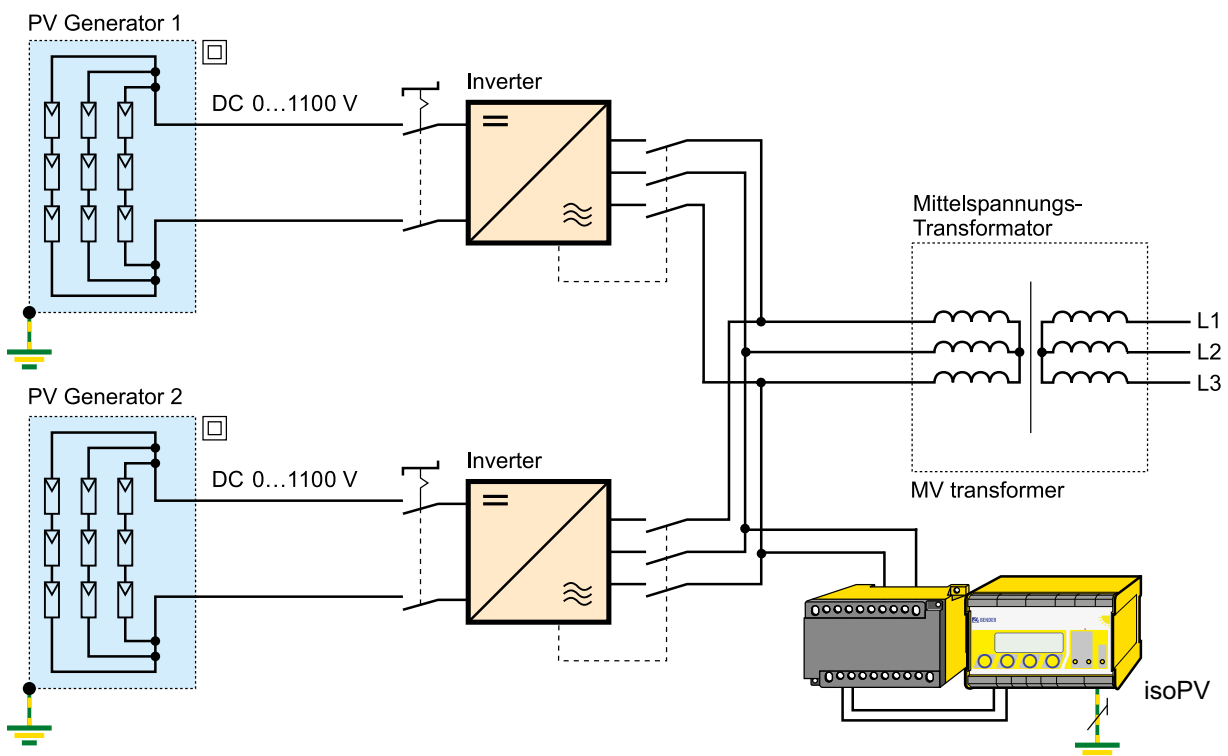 PV Generator 1
DC 0…1100 V
Inverter
Mittelspannungs-
Transformator
L1
L2
L3
MV transformer
PV Generator 2
DC 0…1100 V
Inverter
BENDER
isoPV